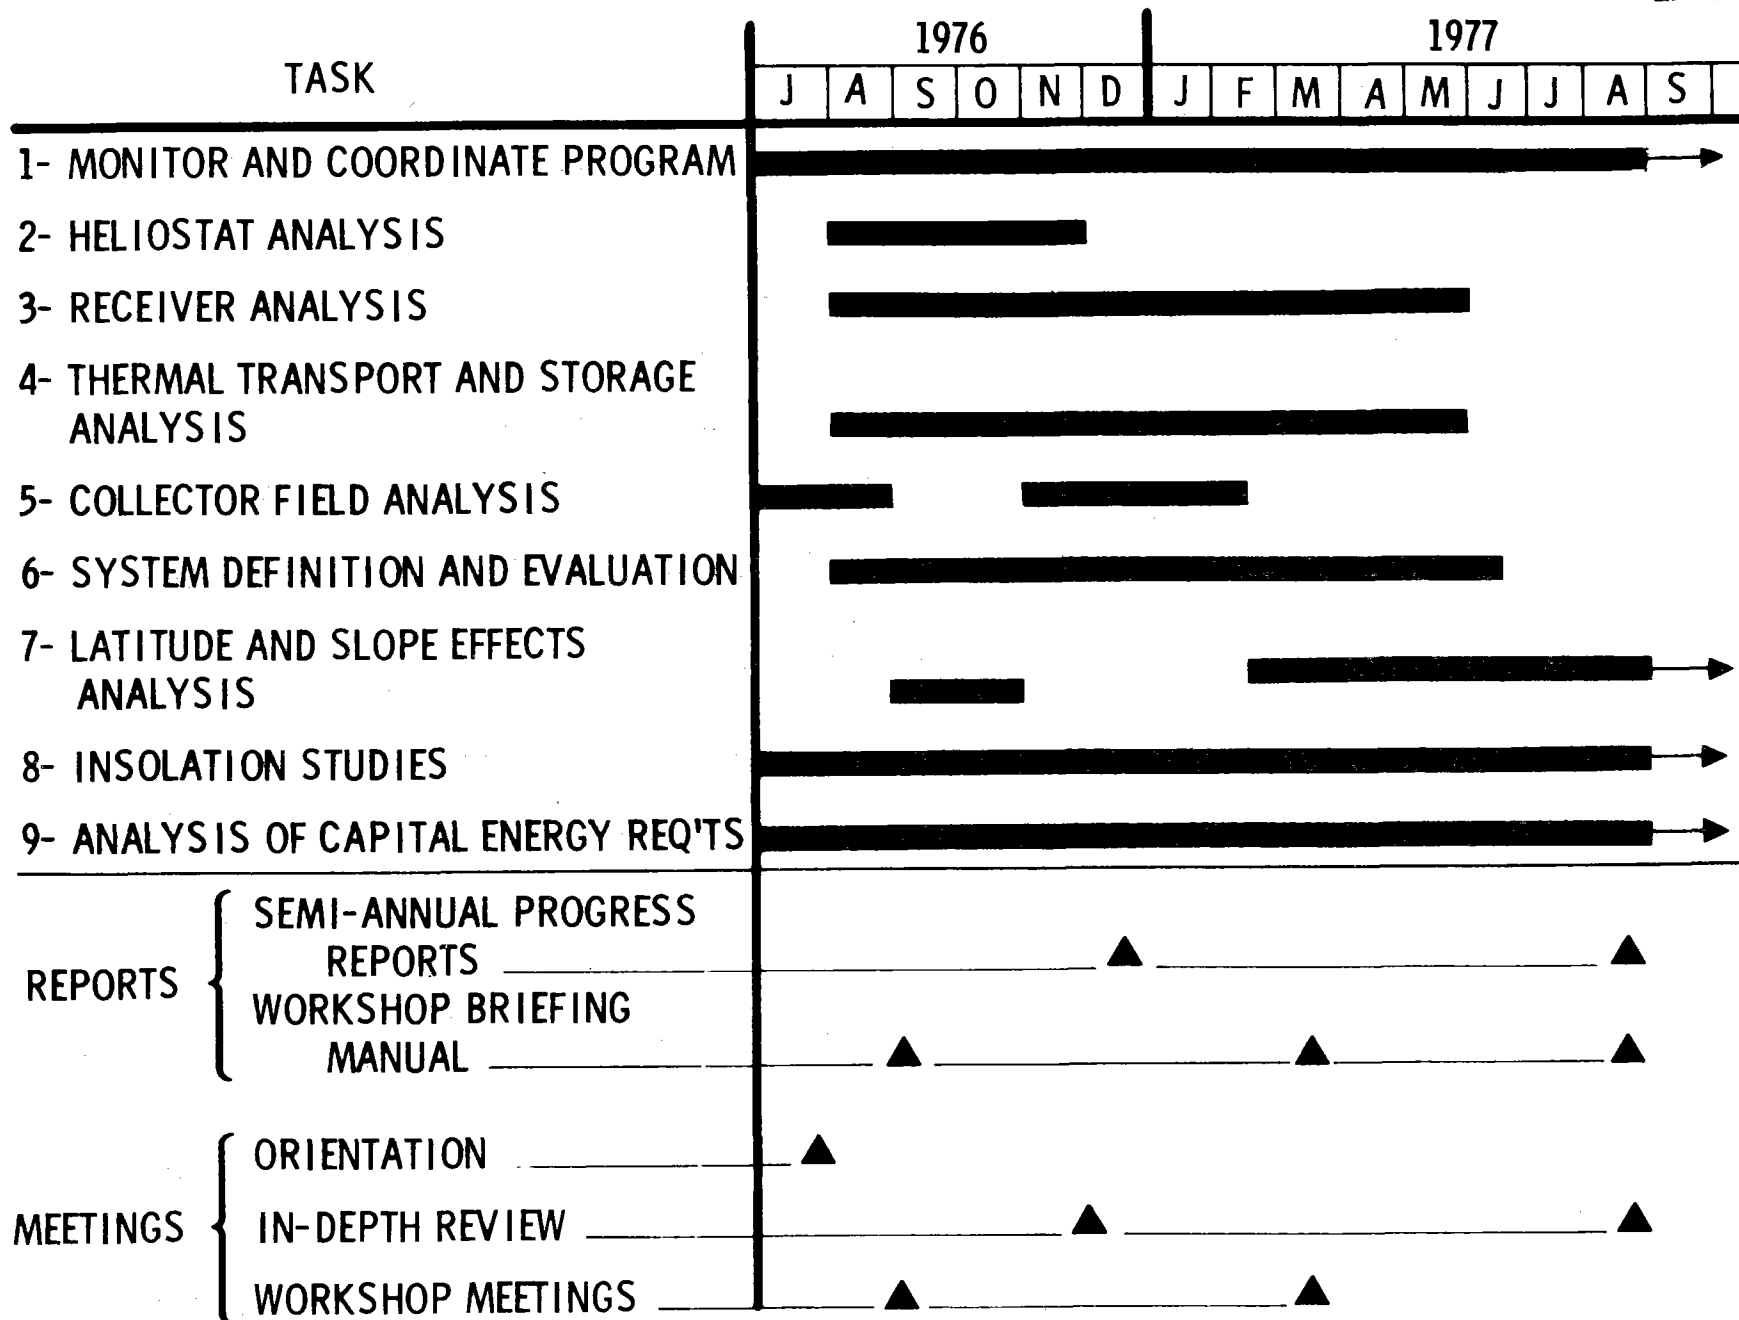 1976 1977
TASK
J A S O N D J F M A M J J A S
1- MONITOR AND COORDINATE PROGRAM
2- HELIOSTAT ANALYSIS
3- RECEIVER ANALYSIS
4- THERMAL TRANSPORT AND STORAGE
ANALYSIS
5- COLLECTOR FIELD ANALYSIS
6- SYSTEM DEFINITION AND EVALUATION
7- LATITUDE AND SLOPE EFFECTS
ANALYSIS
8- INSOLATION STUDIES
9- ANALYSIS OF CAPITAL ENERGY REQ'TS
REPORTS
SEMI-ANNUAL PROGRESS
REPORTS
WORKSHOP BRIEFING
MANUAL
MEETINGS
ORIENTATION
IN-DEPTH REVIEW
WORKSHOP MEETINGS